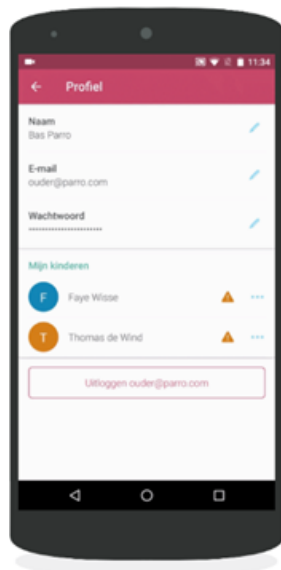 11:34
Profiel
Naam
Bas Parro
E-mail
ouder@parro.com
Wachtwoord
Mijn kinderen
F
Faye Wisse
T
Thomas de Wind
Uitloggen ouder@parro.com